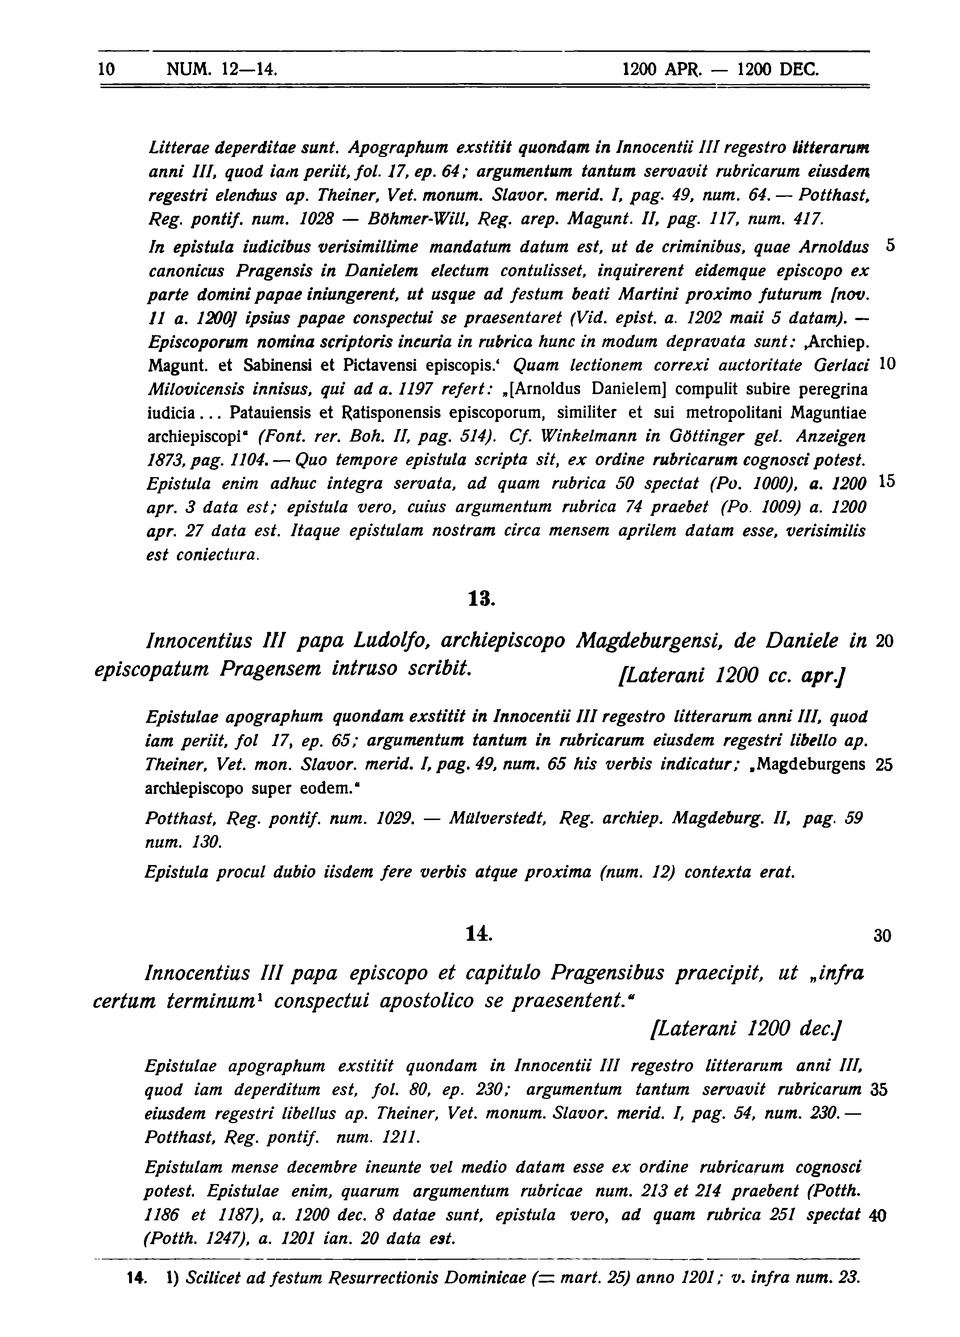 10 NUM. 12—14. 1200 APR. — 1200 DEC.
Litterae deperditae sunt. Apographum exstitit quondam in Innocentii III regestro litterarum
anni III, quod iam periit, fol. 17, ep. 64; argumentum tantum servavit rubricarum eiusdem
regestri elenchus ap. Theiner, Vet. monum. Slavor. merid. I, pag. 49, num. 64. — Potthast,
Reg. pontif. num. 1028 — Böhmer-Will, Reg. arep. Magunt. II, pag. 117, num. 417.
In epistula iudicibus verisimillime mandatum datum est, ut de criminibus, quae Arnoldus 5
canonicus Pragensis in Danielem electum contulisset, inquirerent eidemque episcopo ex
parte domini papae iniungerent, ut usque ad festum beati Martini proximo futurum [nov.
11 a. 1200] ipsius papae conspectui se praesentaret (Vid. epist. a. 1202 maii 5 datam). —
Episcoporum nomina scriptoris incuria in rubrica hunc in modum depravata sunt: ‚Archiep.
Magunt. et Sabinensi et Pictavensi episcopis.‘ Quam lectionem correxi auctoritate Gerlaci 10
Milovicensis innisus, qui ad a. 1197 refert: „[Arnoldus Danielem] compulit subire peregrina
iudicia ... Patauiensis et Ratisponensis episcoporum, similiter et sui metropolitani Maguntiae
archiepiscopi“ (Font. rer. Boh. II, pag. 514). Cf. Winkelmann in Göttinger gel. Anzeigen
1873, pag. 1104. — Quo tempore epistula scripta sit, ex ordine rubricarum cognosci potest.
Epistula enim adhuc integra servata, ad quam rubrica 50 spectat (Po. 1000), a. 1200 15
apr. 3 data est; epistula vero, cuius argumentum rubrica 74 praebet (Po. 1009) a. 1200
apr. 27 data est. Itaque epistulam nostram circa mensem aprilem datam esse, verisimilis
est coniectura.
13.
Innocentius III papa Ludolfo, archiepiscopo Magdeburgensi, de Daniele in 20
episcopatum Pragensem intruso scribit. [Laterani 1200 cc. apr.]
Epistulae apographum quondam exstitit in Innocentii III regestro litterarum anni III, quod
iam periit, fol 17, ep. 65; argumentum tantum in rubricarum eiusdem regestri libello ap.
Theiner, Vet. mon. Slavor. merid. I, pag. 49, num. 65 his verbis indicatur; „Magdeburgens 25
archiepiscopo super eodem.“
Potthast, Reg. pontif. num. 1029. — Mülverstedt, Reg. archiep. Magdeburg. II, pag. 59
num. 130.
Epistula procul dubio iisdem fere verbis atque proxima (num. 12) contexta erat.
14. 30
Innocentius III papa episcopo et capitulo Pragensibus praecipit, ut „infra
certum terminum¹ conspectui apostolico se praesentent.“
[Laterani 1200 dec.]
Epistulae apographum exstitit quondam in Innocentii III regestro litterarum anni III,
quod iam deperditum est, fol. 80, ep. 230; argumentum tantum servavit rubricarum 35
eiusdem regestri libellus ap. Theiner, Vet. monum. Slavor. merid. I, pag. 54, num. 230. —
Potthast, Reg. pontif. num. 1211.
Epistulam mense decembre ineunte vel medio datam esse ex ordine rubricarum cognosci
potest. Epistulae enim, quarum argumentum rubricae num. 213 et 214 praebent (Potth.
1186 et 1187), a. 1200 dec. 8 datae sunt, epistula vero, ad quam rubrica 251 spectat 40
(Potth. 1247), a. 1201 ian. 20 data est.
14. 1) Scilicet ad festum Resurrectionis Dominicae (= mart. 25) anno 1201; v. infra num. 23.